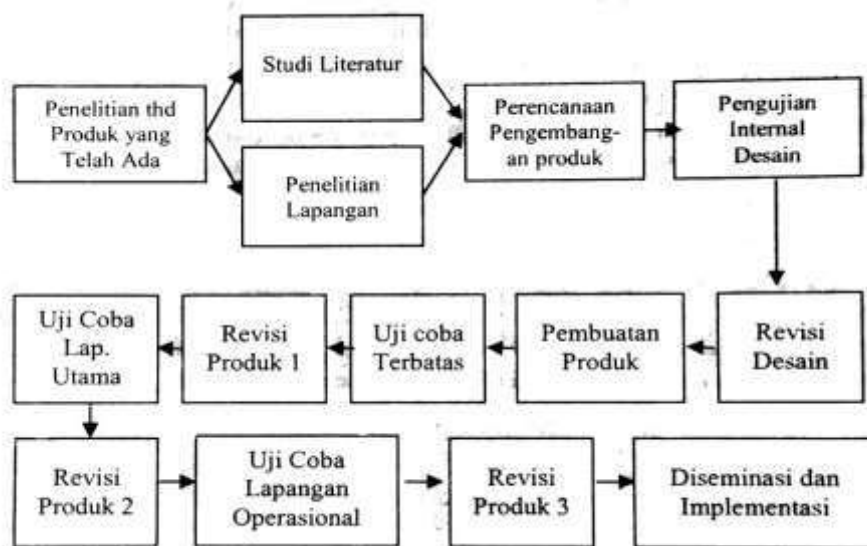 Studi Literatur
Penelitian thd
Produk yang
Telah Ada
Penelitian
Lapangan
Perencanaan
Pengembang-
an produk
Pengujian
Internal
Desain
Uji Coba
Lap.
Utama
Revisi
Produk 1
Uji coba
Terbatas
Pembuatan
Produk
Revisi
Desain
Revisi
Produk 2
Uji Coba
Lapangan
Operasional
Revisi
Produk 3
Diseminasi dan
Implementasi